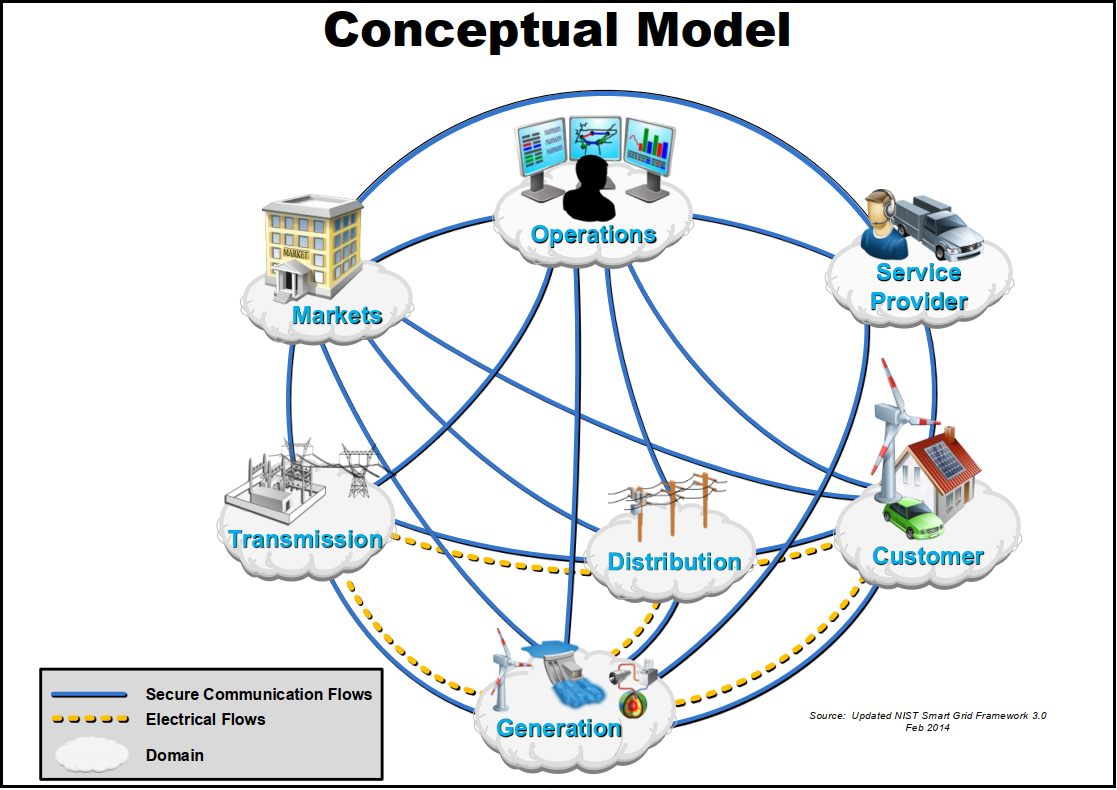 Conceptual Model
Operations
MARKET
Markets
Service
Provider
Transmission
Distribution
Customer
Generation
Secure Communication Flows
Electrical Flows
Domain
Source: Updated NIST Smart Grid Framework 3.0
Feb 2014